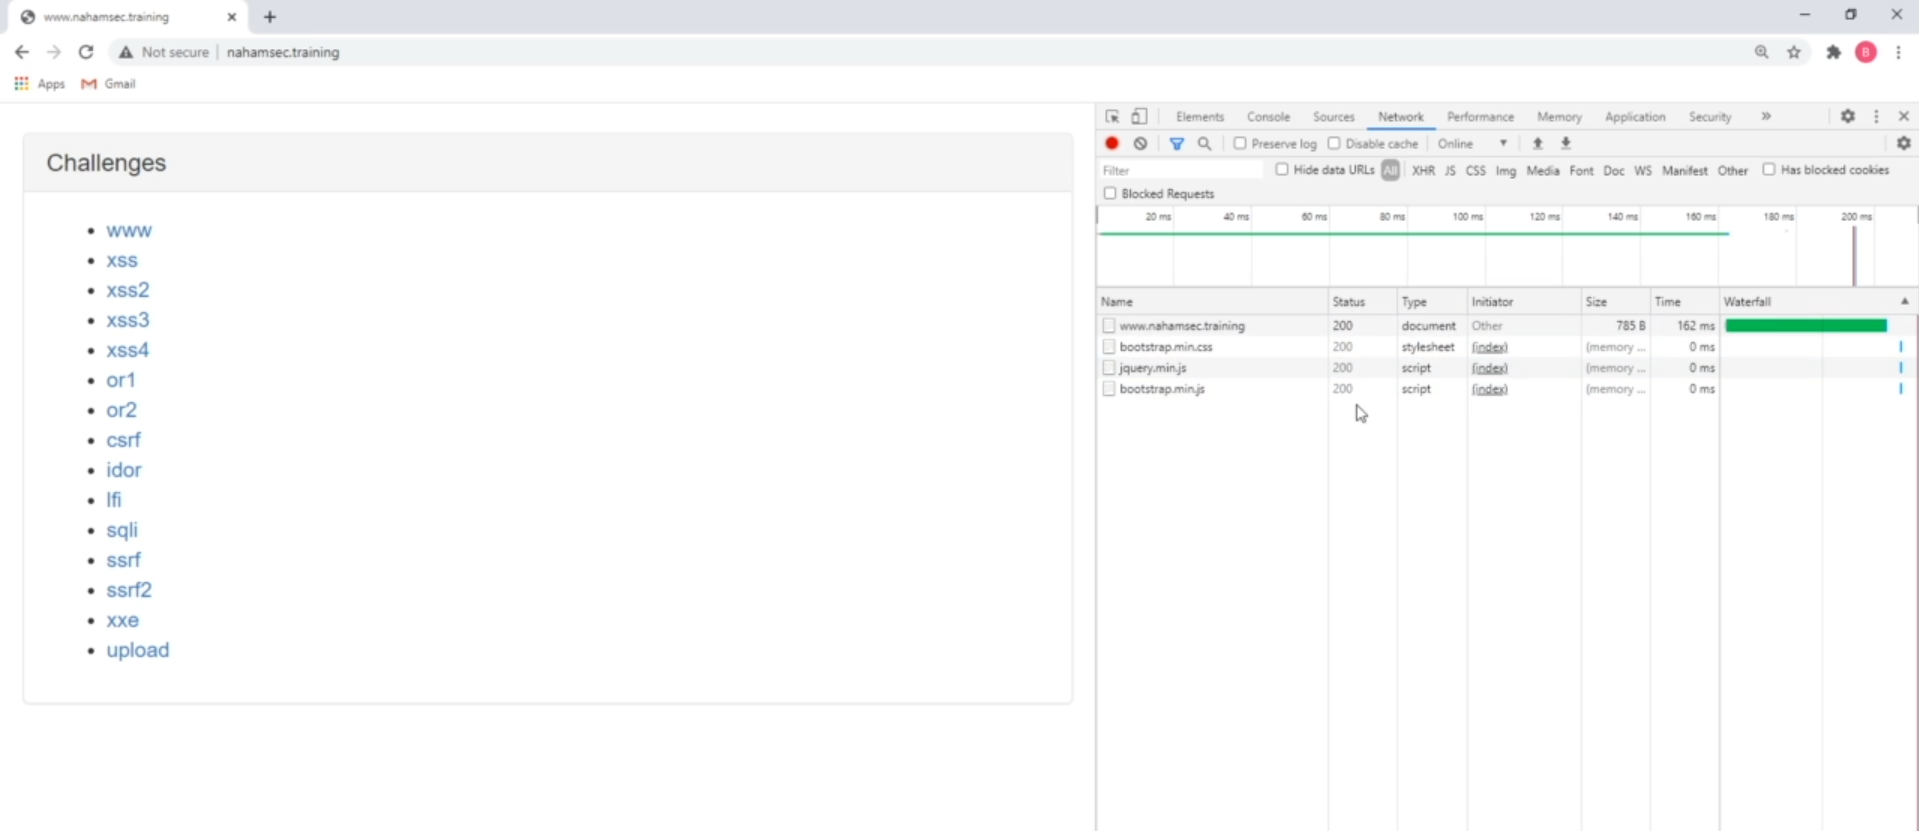 www.nahamsec.training
Not secure | nahamsec.training
B
Apps Gmail
Challenges
www
xss
xss2
xss3
xss4
or1
or2
csrf
idor
lfi
sqli
ssrf
ssrf2
xxe
upload
Elements Console Sources Network Performance Memory Application Security »
Preserve log Disable cache Online
Filter Hide data URLs All XHR JS CSS Img Media Font Doc WS Manifest Other Has blocked cookies
Blocked Requests
20 ms 40 ms 60 ms 80 ms 100 ms 120 ms 140 ms 160 ms 180 ms 200 ms
Name Status Type Initiator Size Time Waterfall
www.nahamsec.training 200 document Other 785 B 162 ms
bootstrap.min.css 200 stylesheet (index) (memory ... 0 ms
jquery.min.js 200 script (index) (memory ... 0 ms
bootstrap.min.js 200 script (index) (memory ... 0 ms